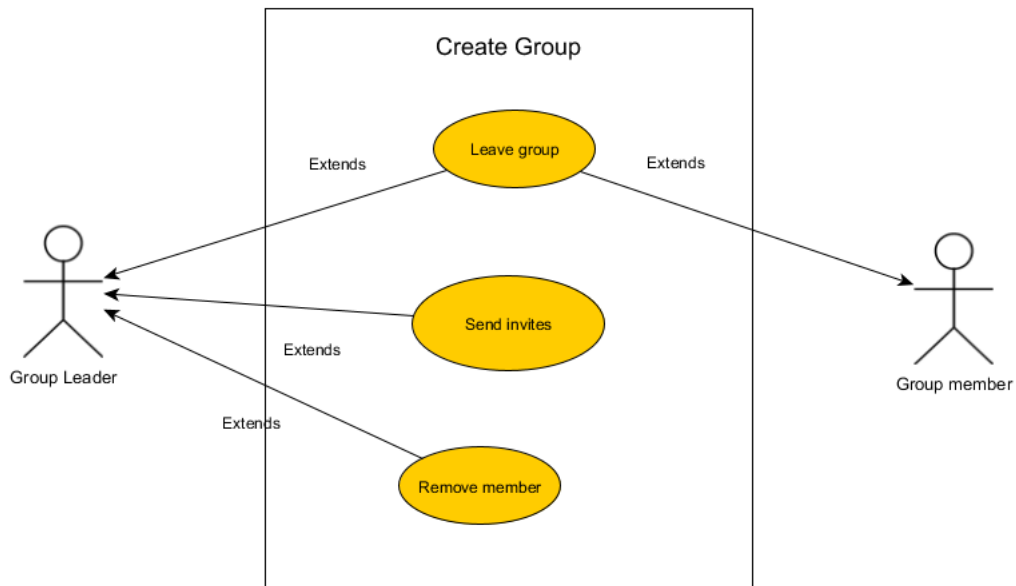 Create Group
Leave group
Extends
Extends
Send invites
Extends
Group Leader
Group member
Extends
Remove member